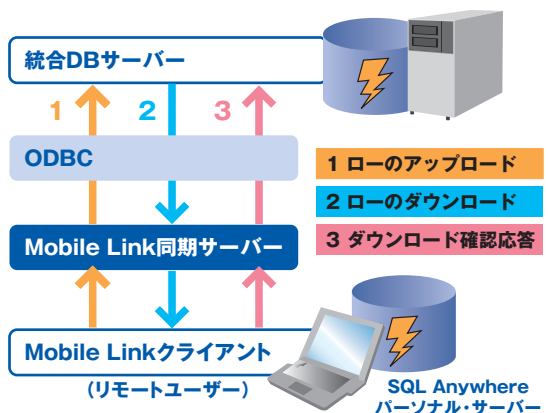 統合DBサーバー
1 2 3
ODBC
1 ローのアップロード
2 ローのダウンロード
3 ダウンロード確認応答
Mobile Link同期サーバー
Mobile Linkクライアント
(リモートユーザー)
SQL Anywhere
パーソナル・サーバー